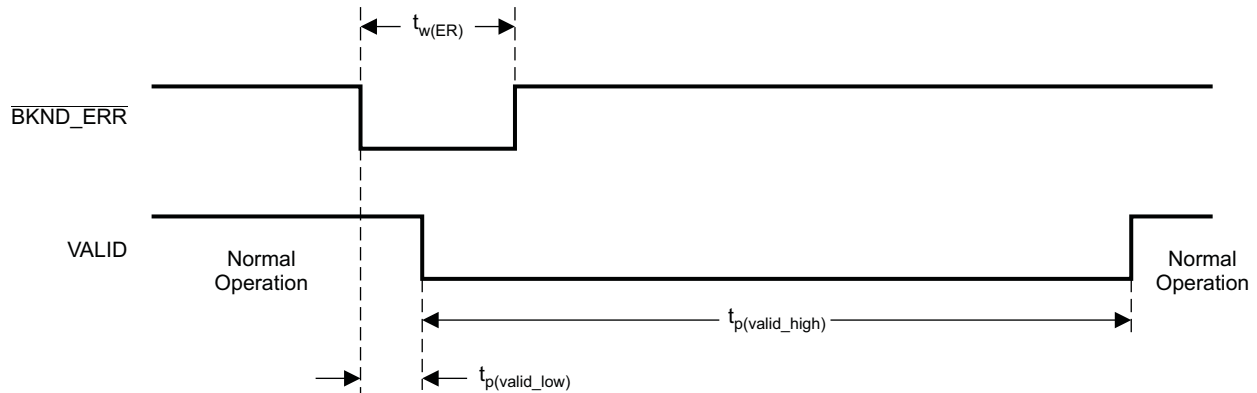 t_w(ER)
BKND_ERR
VALID
Normal
Operation
Normal
Operation
t_p(valid_high)
t_p(valid_low)